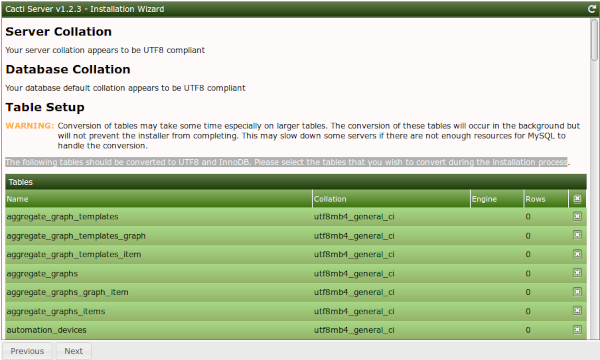 Cacti Server v1.2.3 - Installation Wizard
Server Collation
Your server collation appears to be UTF8 compliant
Database Collation
Your database default collation appears to be UTF8 compliant
Table Setup
WARNING: Conversion of tables may take some time especially on larger tables. The conversion of these tables will occur in the background but
will not prevent the installer from completing. This may slow down some servers if there are not enough resources for MySQL to
handle the conversion.
The following tables should be converted to UTF8 and InnoDB. Please select the tables that you wish to convert during the installation process.
Tables
Name Collation Engine Rows
aggregate_graph_templates utf8mb4_general_ci 0
aggregate_graph_templates_graph utf8mb4_general_ci 0
aggregate_graph_templates_item utf8mb4_general_ci 0
aggregate_graphs utf8mb4_general_ci 0
aggregate_graphs_graph_item utf8mb4_general_ci 0
aggregate_graphs_items utf8mb4_general_ci 0
automation_devices utf8mb4_general_ci 0
Previous Next